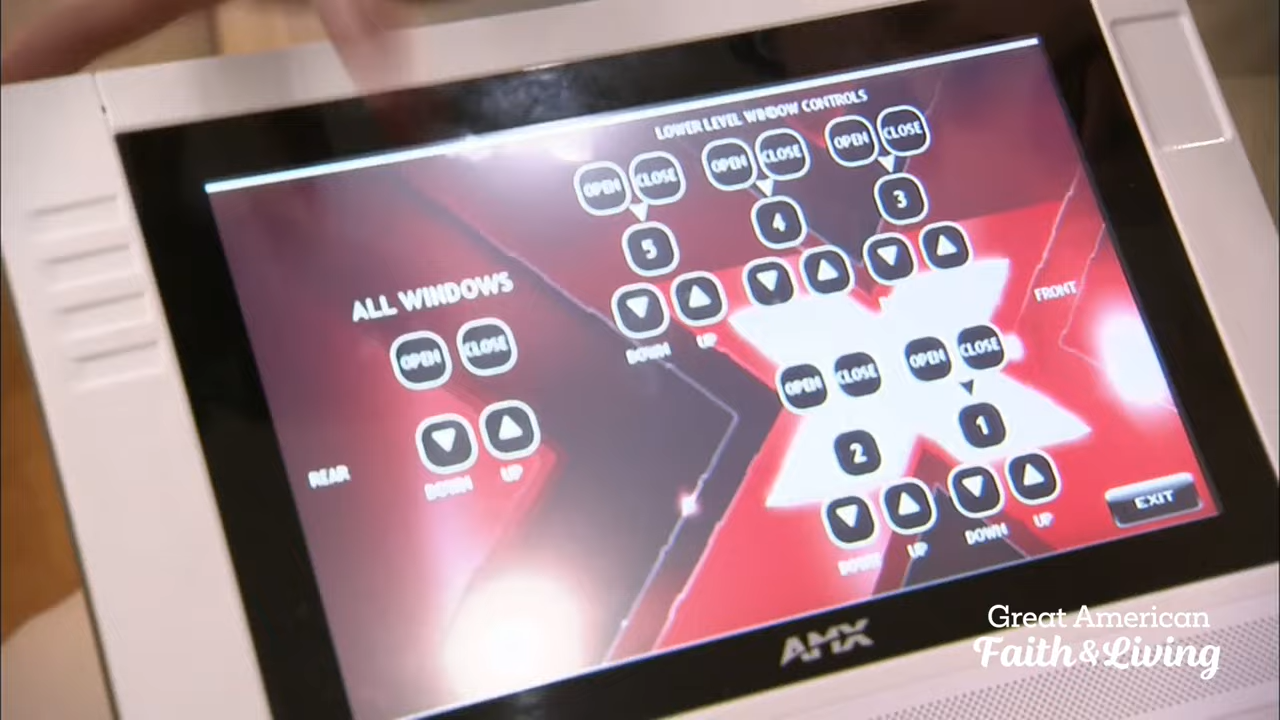 LOWER LEVEL WINDOW CONTROLS
OPEN CLOSE OPEN CLOSE OPEN CLOSE
5 4 3
DOWN UP
ALL WINDOWS
OPEN CLOSE
DOWN UP
REAR
FRONT
OPEN CLOSE OPEN CLOSE
2 1
DOWN UP DOWN UP
EXIT
AMX
Great American
Faith & Living